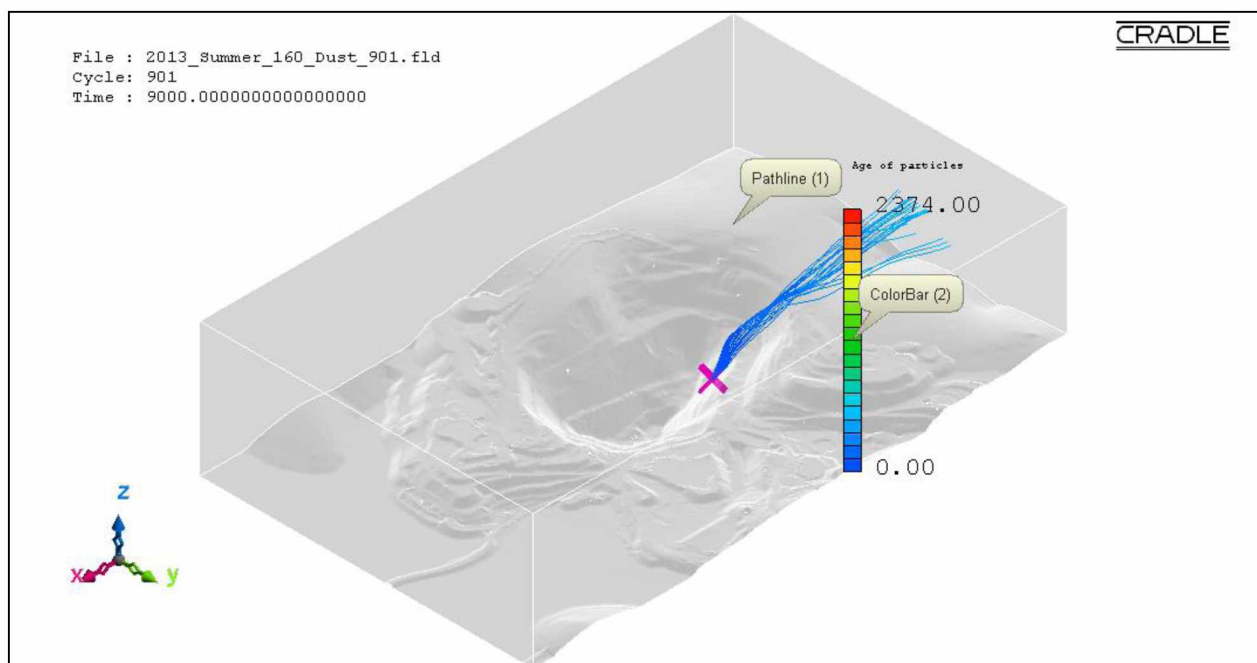 File : 2013_Summer_160_Dust_901.fld
Cycle: 901
Time : 9000.0000000000000000
CRADLE
Age of particles
Pathline (1)
2374.00
ColorBar (2)
0.00
z
x
y